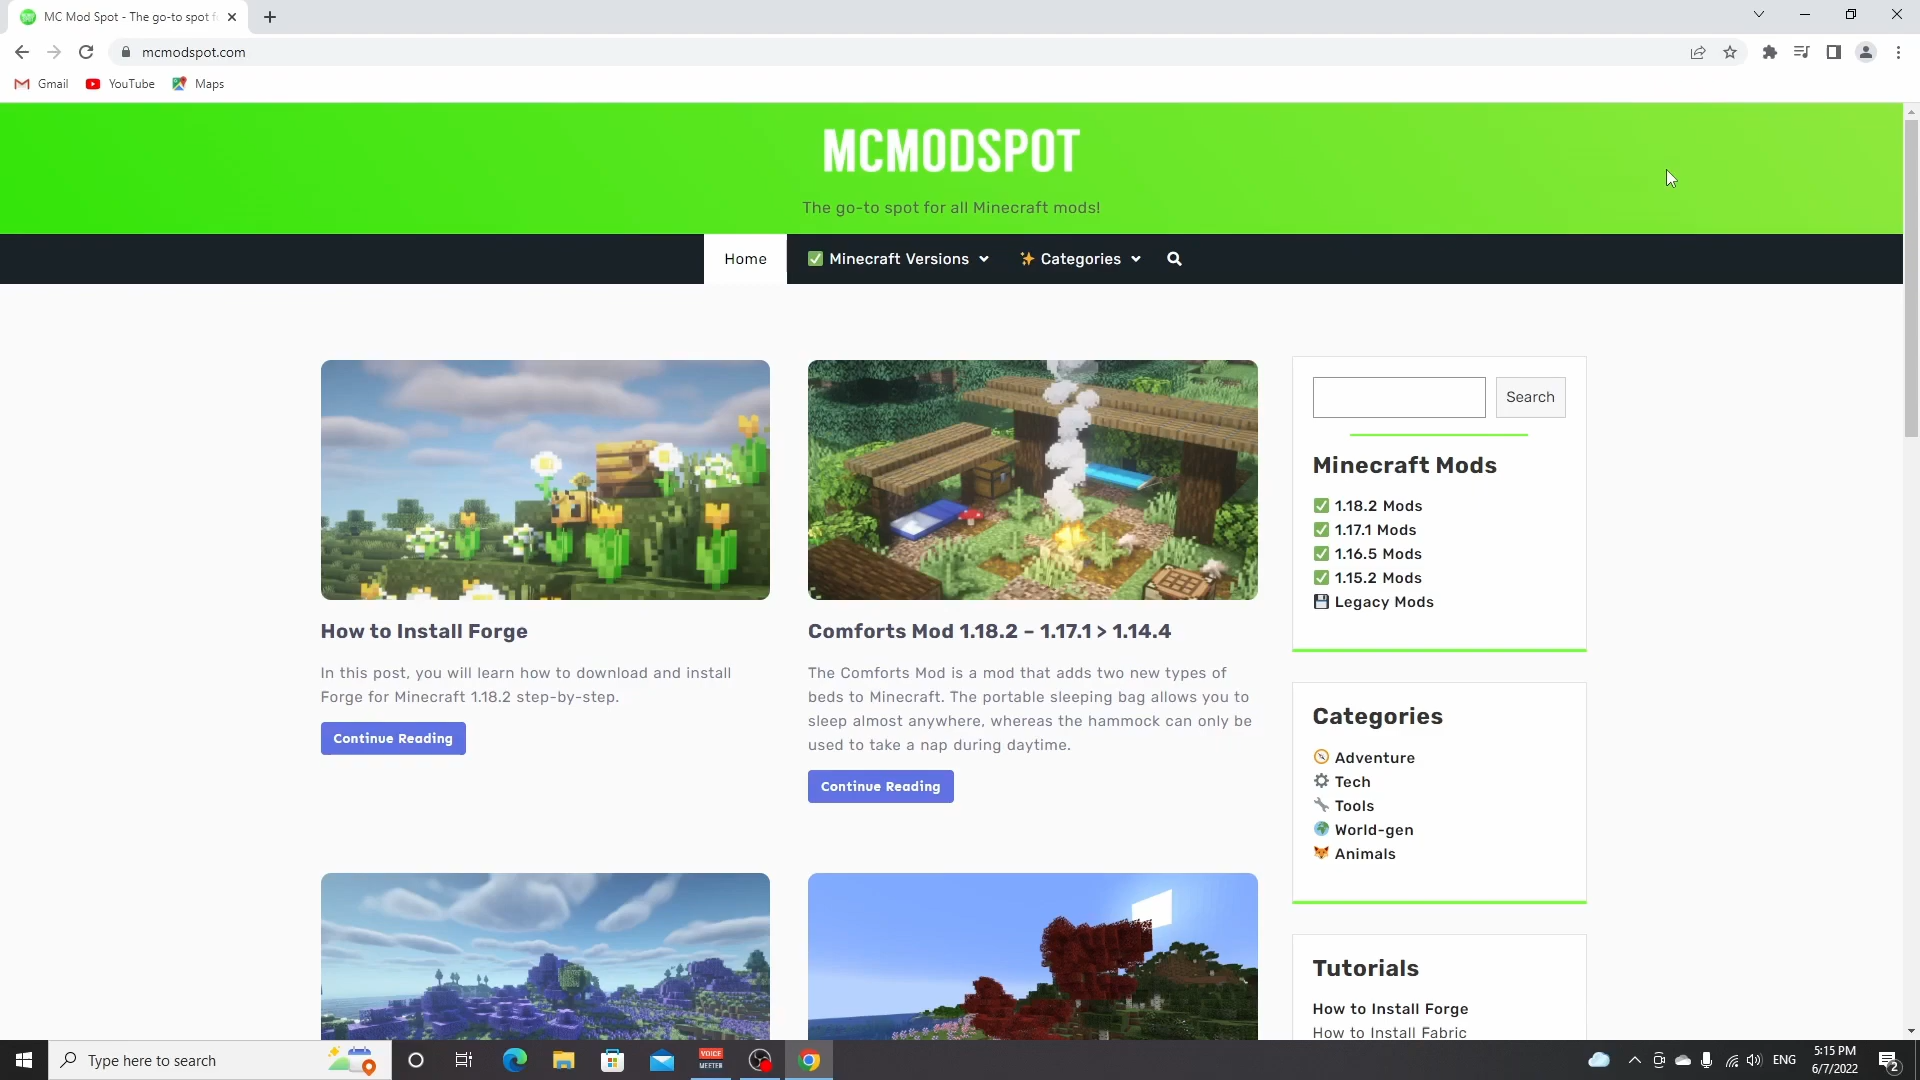 MC Mod Spot - The go-to spot f
mcmodspot.com
Gmail
YouTube
Maps
MCMODSPOT
The go-to spot for all Minecraft mods!
Home
✅ Minecraft Versions
✨ Categories
How to Install Forge
In this post, you will learn how to download and install
Forge for Minecraft 1.18.2 step-by-step.
Continue Reading
Comforts Mod 1.18.2 – 1.17.1 > 1.14.4
The Comforts Mod is a mod that adds two new types of
beds to Minecraft. The portable sleeping bag allows you to
sleep almost anywhere, whereas the hammock can only be
used to take a nap during daytime.
Continue Reading
Search
Minecraft Mods
✅ 1.18.2 Mods
✅ 1.17.1 Mods
✅ 1.16.5 Mods
✅ 1.15.2 Mods
💾 Legacy Mods
Categories
🧭 Adventure
⚙ Tech
🔧 Tools
🌍 World-gen
🦊 Animals
Tutorials
How to Install Forge
How to Install Fabric
Type here to search
VOICE
MEETER
ENG
5:15 PM
6/7/2022
2